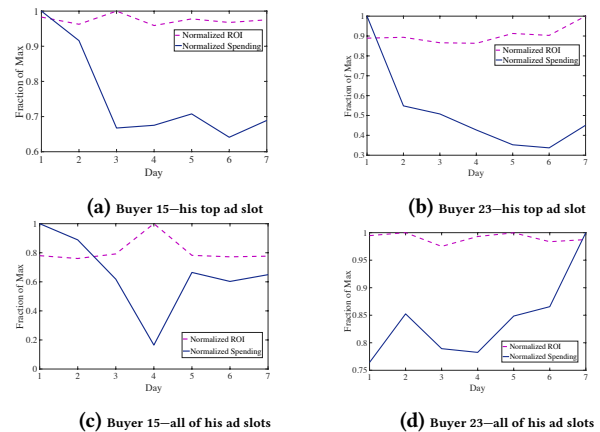 Fraction of Max
1
0.9
0.8
0.7
0.6
1 2 3 4 5 6 7
Day
Normalized ROI
Normalized Spending
(a) Buyer 15—his top ad slot
Fraction of Max
1
0.9
0.8
0.7
0.6
0.5
0.4
0.3
1 2 3 4 5 6 7
Day
Normalized ROI
Normalized Spending
(b) Buyer 23—his top ad slot
Fraction of Max
1
0.8
0.6
0.4
0.2
0
1 2 3 4 5 6 7
Day
Normalized ROI
Normalized Spending
(c) Buyer 15—all of his ad slots
Fraction of Max
1
0.95
0.9
0.85
0.8
0.75
1 2 3 4 5 6 7
Day
Normalized ROI
Normalized Spending
(d) Buyer 23—all of his ad slots